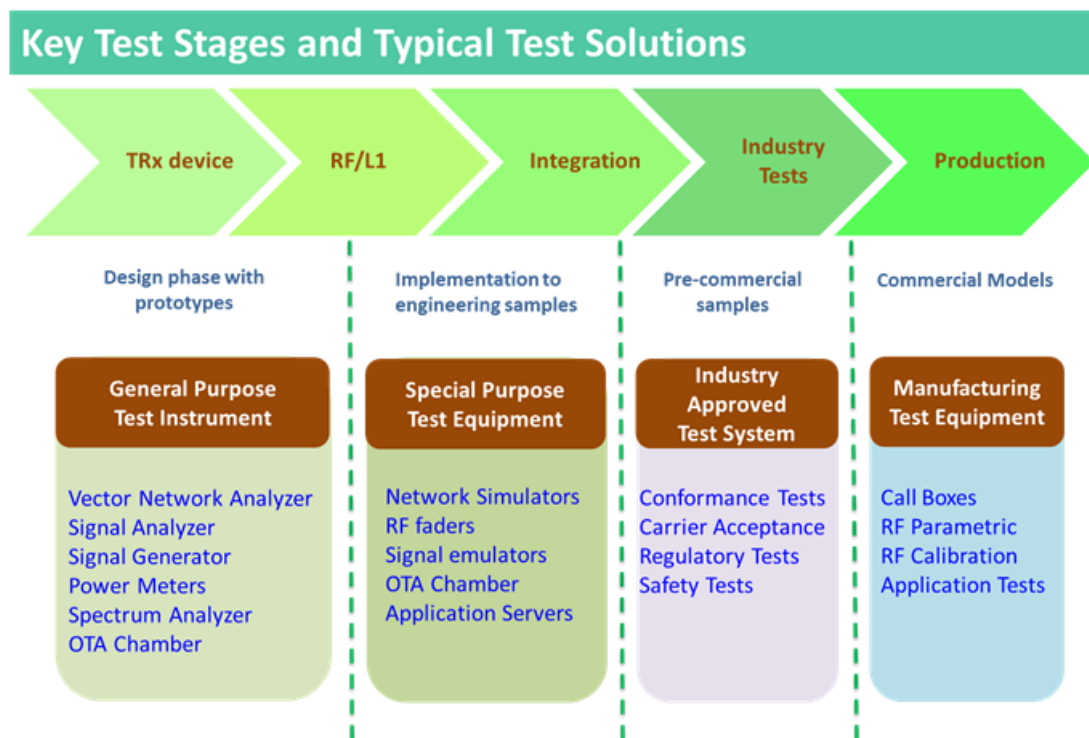 Key Test Stages and Typical Test Solutions
TRx device
RF/L1
Integration
Industry
Tests
Production
Design phase with
prototypes
Implementation to
engineering samples
Pre-commercial
samples
Commercial Models
General Purpose
Test Instrument
Vector Network Analyzer
Signal Analyzer
Signal Generator
Power Meters
Spectrum Analyzer
OTA Chamber
Special Purpose
Test Equipment
Network Simulators
RF faders
Signal emulators
OTA Chamber
Application Servers
Industry
Approved
Test System
Conformance Tests
Carrier Acceptance
Regulatory Tests
Safety Tests
Manufacturing
Test Equipment
Call Boxes
RF Parametric
RF Calibration
Application Tests